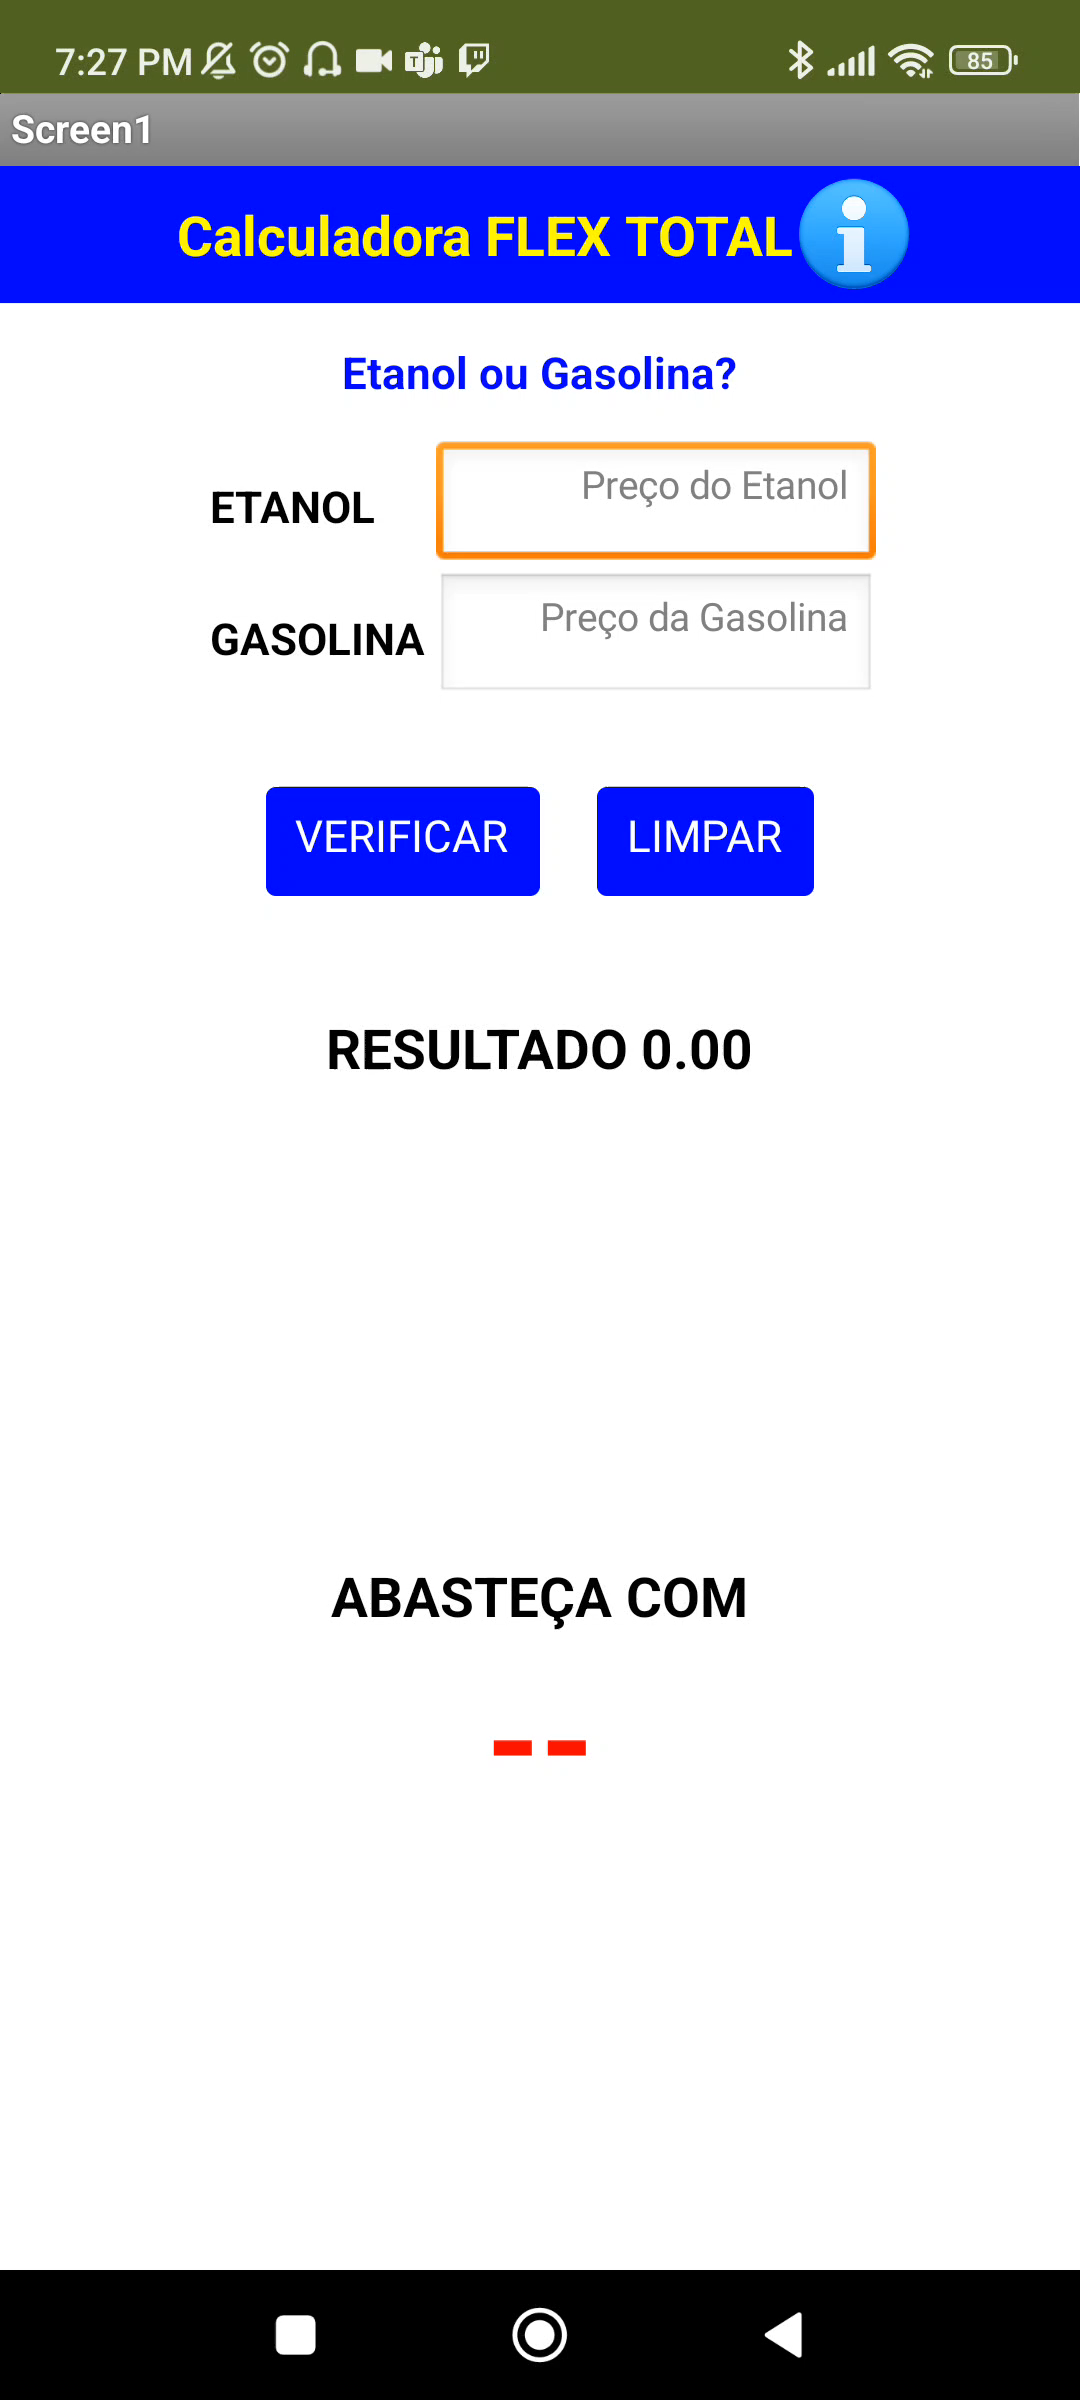 7:27 PM 85
Screen1
Calculadora FLEX TOTAL
Etanol ou Gasolina?
ETANOL Preço do Etanol
GASOLINA Preço da Gasolina
VERIFICAR LIMPAR
RESULTADO 0.00
ABASTEÇA COM
--